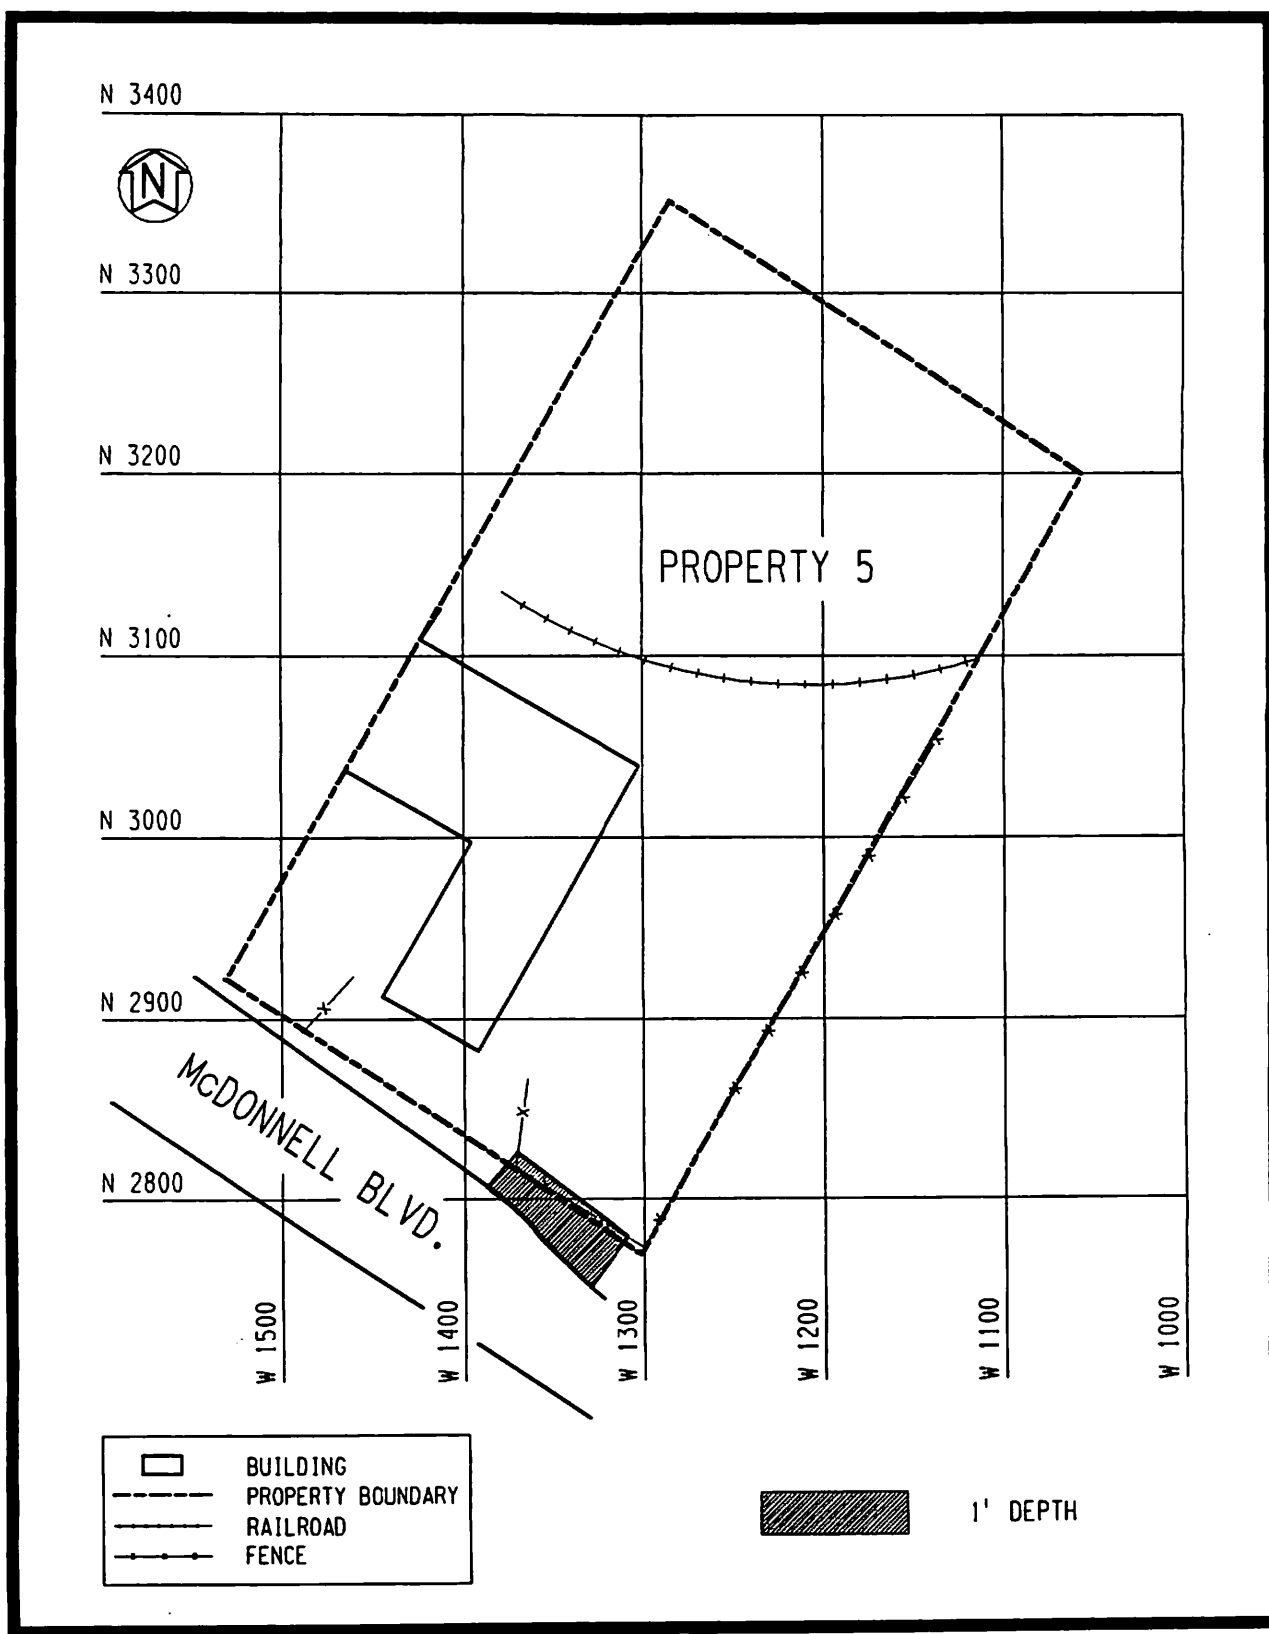 N 3400
N
N 3300
N 3200
PROPERTY 5
N 3100
N 3000
N 2900
McDONNELL BLVD.
N 2800
W 1500
W 1400
W 1300
W 1200
W 1100
W 1000
BUILDING
PROPERTY BOUNDARY
RAILROAD
FENCE
1' DEPTH